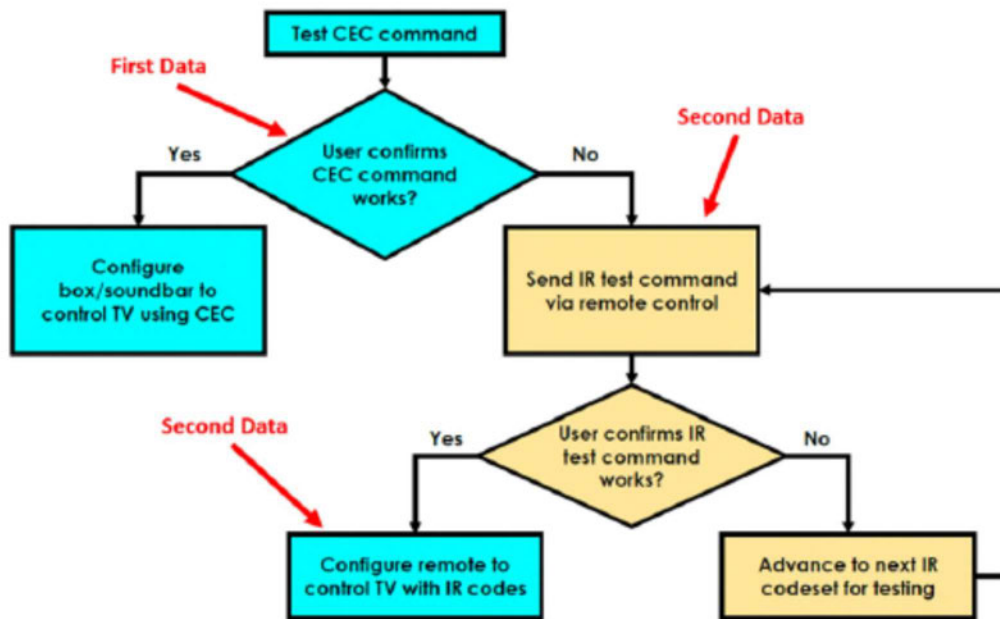 Test CEC command
First Data
Second Data
User confirms
CEC command
works?
Yes
No
Configure
box/soundbar to
control TV using CEC
Send IR test command
via remote control
Second Data
User confirms IR
test command
works?
Yes
No
Configure remote to
control TV with IR codes
Advance to next IR
codeset for testing